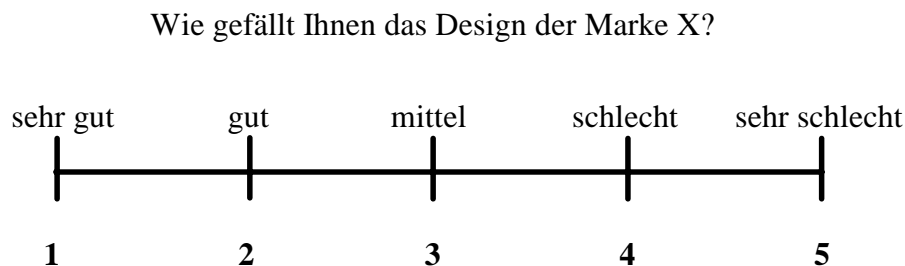 Wie gefällt Ihnen das Design der Marke X?
sehr gut gut mittel schlecht sehr schlecht
1 2 3 4 5